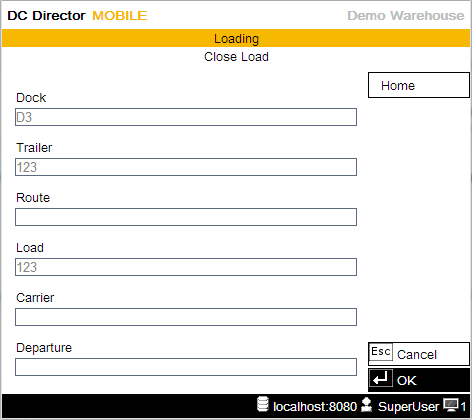 DC Director MOBILE Demo Warehouse
Loading
Close Load
Home
Dock
D3
Trailer
123
Route
Load
123
Carrier
Departure
Esc Cancel
OK
localhost:8080 SuperUser 1